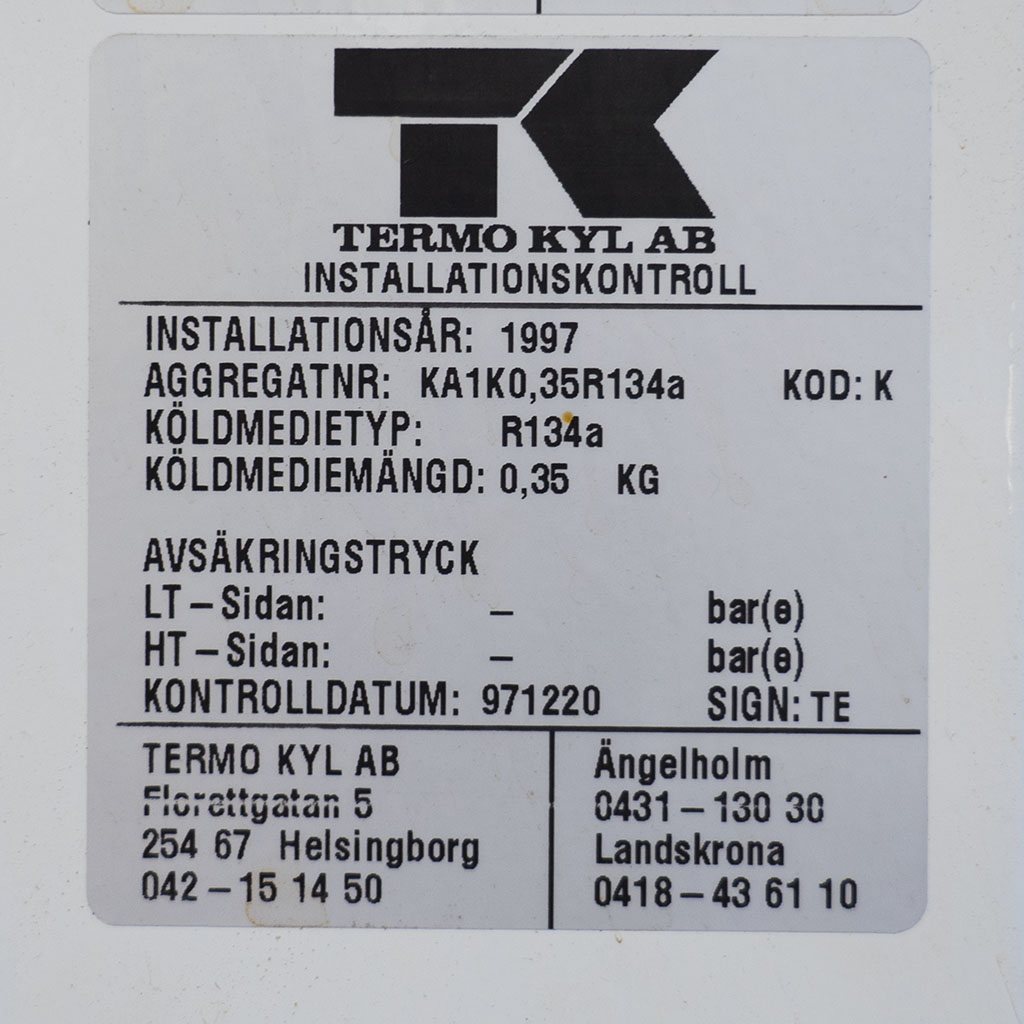 TK
TERMO KYL AB
INSTALLATIONSKONTROLL
INSTALLATIONSÅR: 1997
AGGREGATNR: KA1K0,35R134a KOD: K
KÖLDMEDIETYP: R134a
KÖLDMEDIEMÄNGD: 0,35 KG
AVSÄKRINGSTRYCK
LT – Sidan: – bar(e)
HT – Sidan: – bar(e)
KONTROLLDATUM: 971220 SIGN: TE
TERMO KYL AB
Florettgatan 5
254 67 Helsingborg
042 – 15 14 50
Ängelholm
0431 – 130 30
Landskrona
0418 – 43 61 10